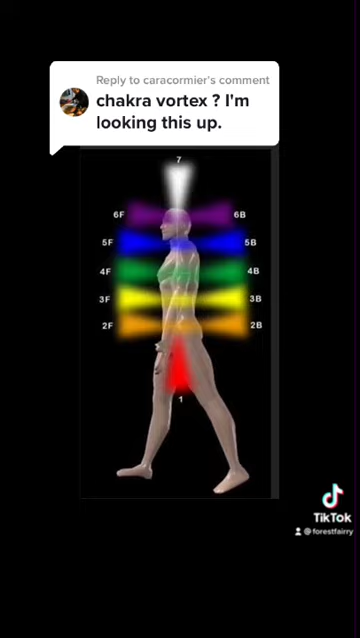 Reply to caracormier's comment
chakra vortex ? I'm
looking this up.
7
6F 6B
5F 5B
4F 4B
3F 3B
2F 2B
1
TikTok
@forestfairry